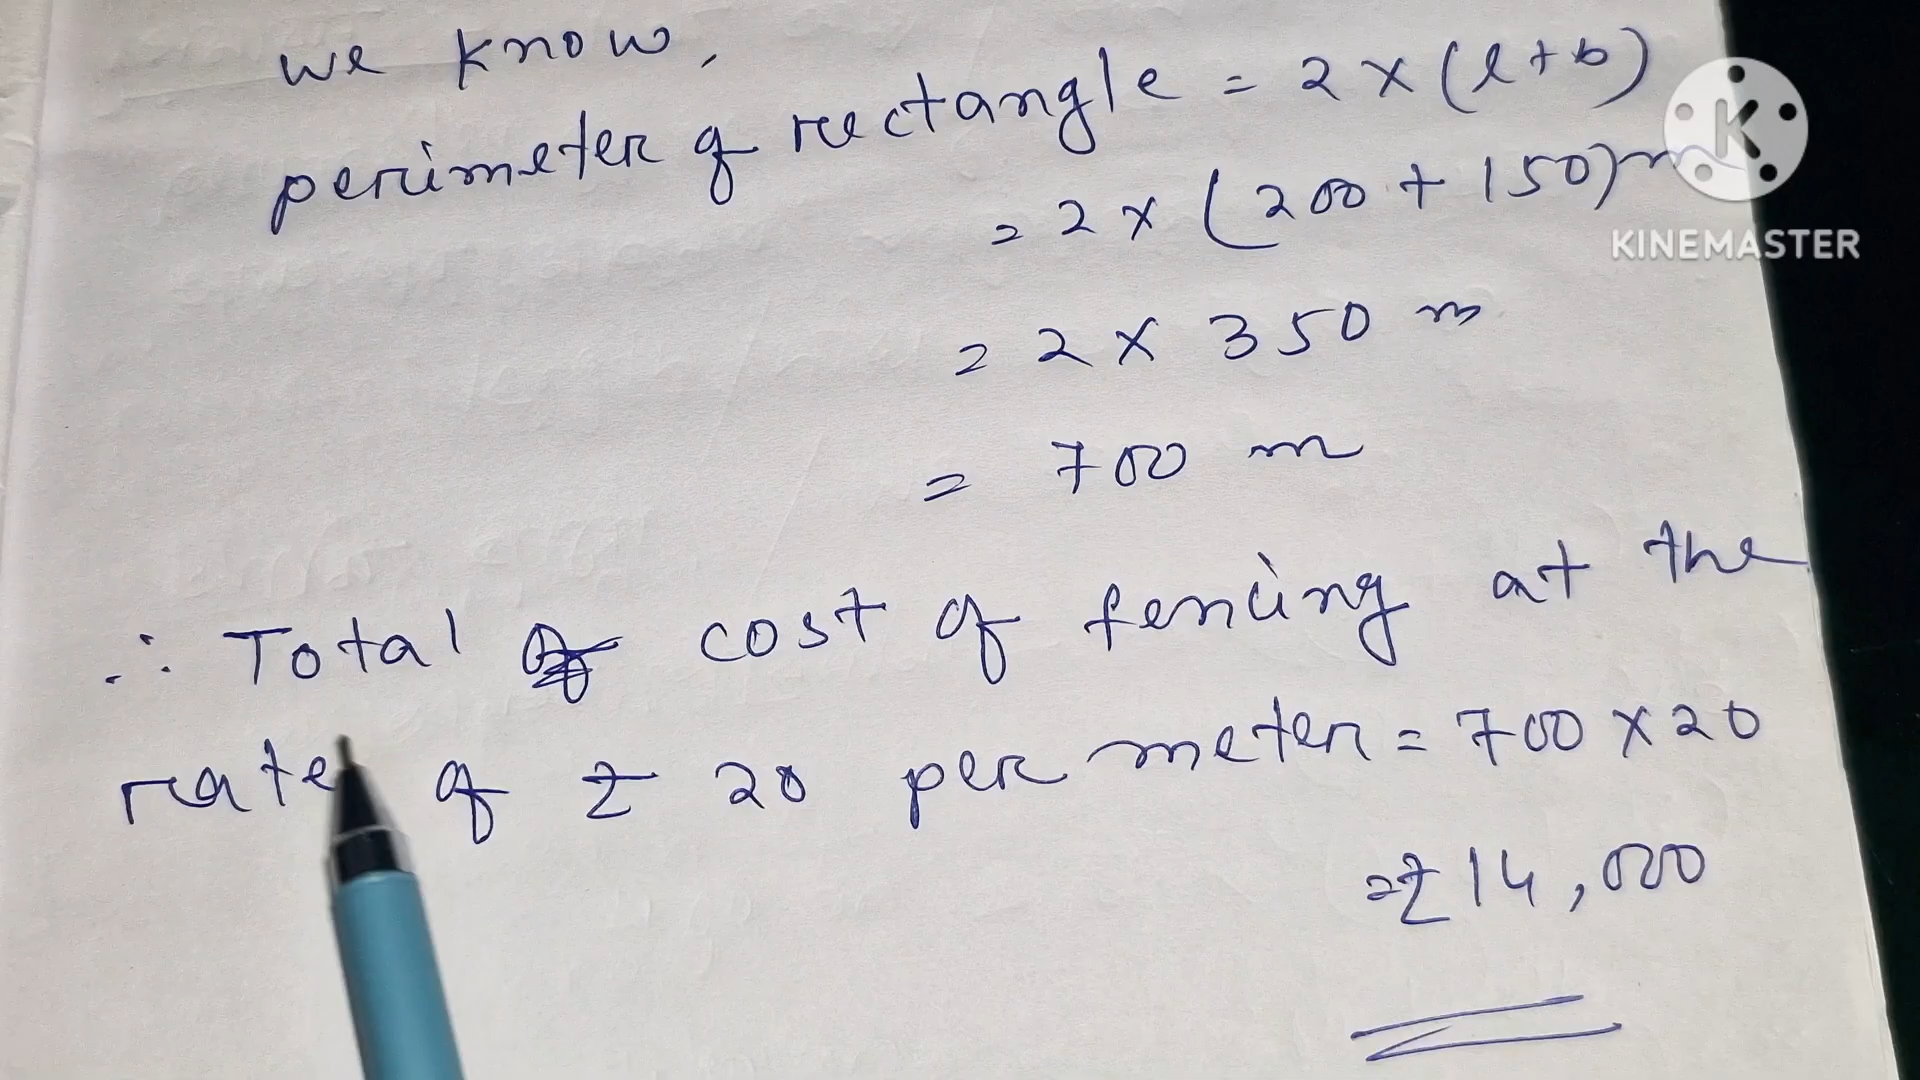 we know,
perimeter of rectangle = 2 × (l+b)
= 2 × (200 + 150) m
= 2 × 350 m
= 700 m
∴ Total cost of fencing at the
rate of ₹ 20 per meter = 700 × 20
= ₹ 14,000
K
KINEMASTER